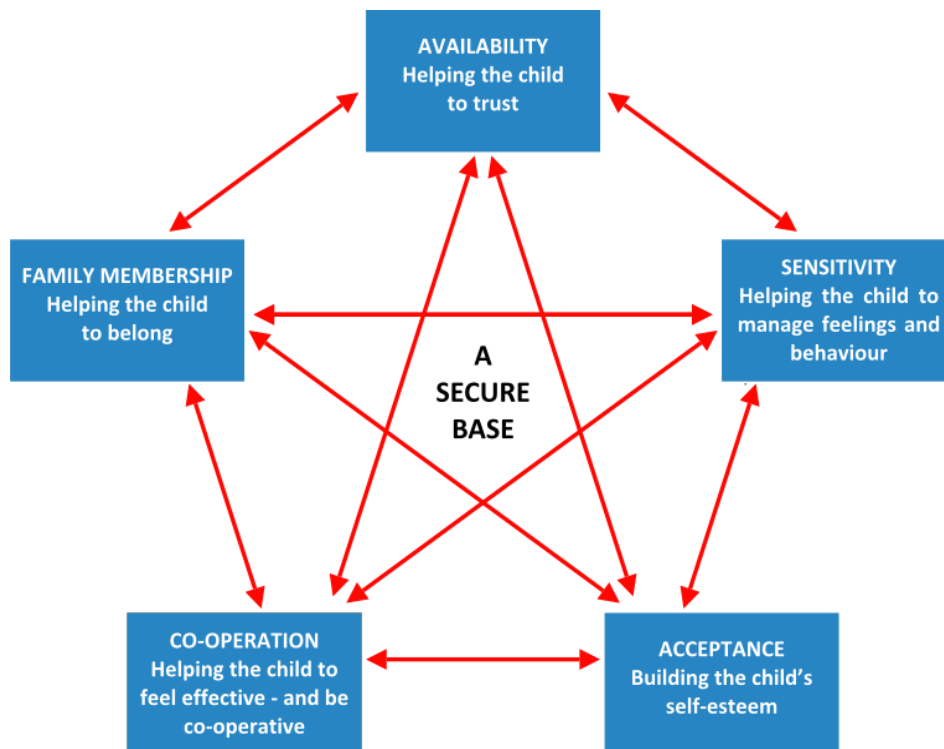 AVAILABILITY
Helping the child
to trust
FAMILY MEMBERSHIP
Helping the child
to belong
SENSITIVITY
Helping the child to
manage feelings and
behaviour
A
SECURE
BASE
CO-OPERATION
Helping the child to
feel effective - and be
co-operative
ACCEPTANCE
Building the child’s
self-esteem